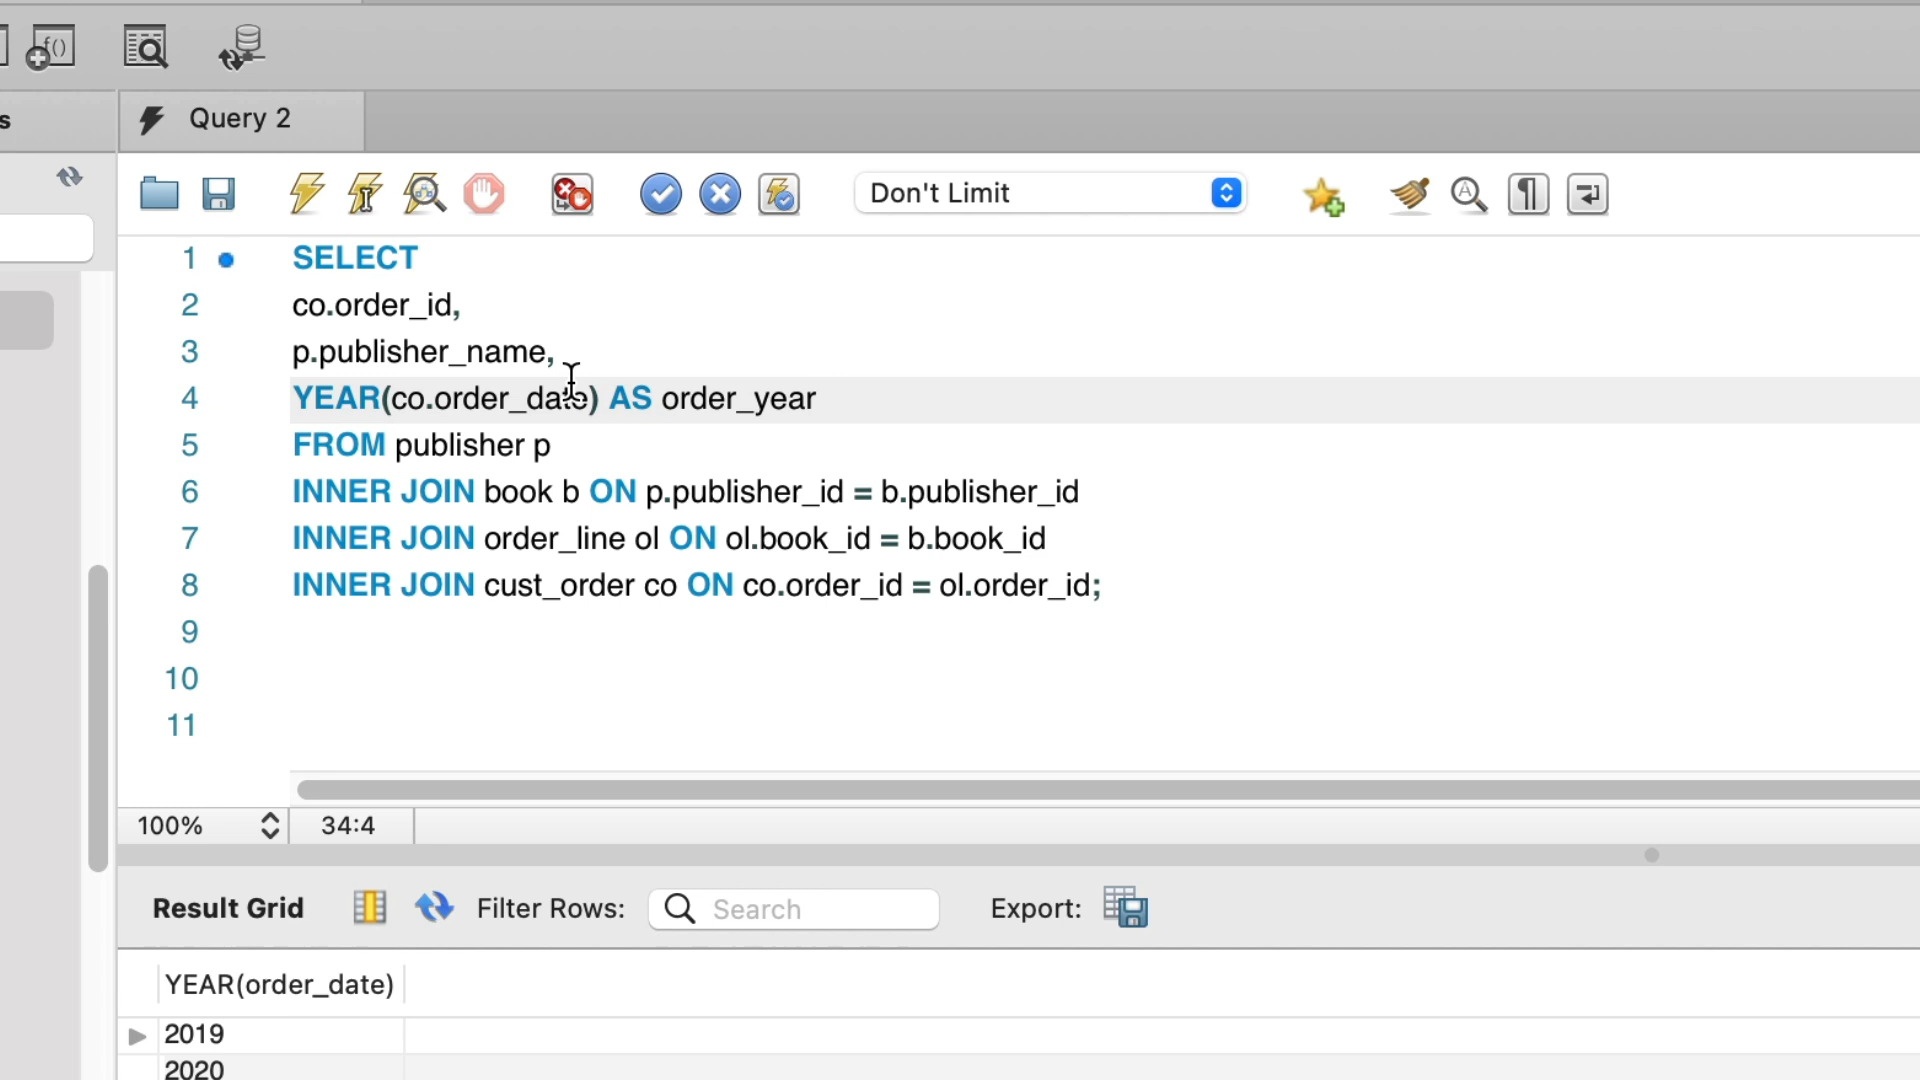 f()
s
Query 2
Don't Limit
1 SELECT
2 co.order_id,
3 p.publisher_name,
4 YEAR(co.order_date) AS order_year
5 FROM publisher p
6 INNER JOIN book b ON p.publisher_id = b.publisher_id
7 INNER JOIN order_line ol ON ol.book_id = b.book_id
8 INNER JOIN cust_order co ON co.order_id = ol.order_id;
9
10
11
100% 34:4
Result Grid Filter Rows: Search Export:
YEAR(order_date)
2019
2020